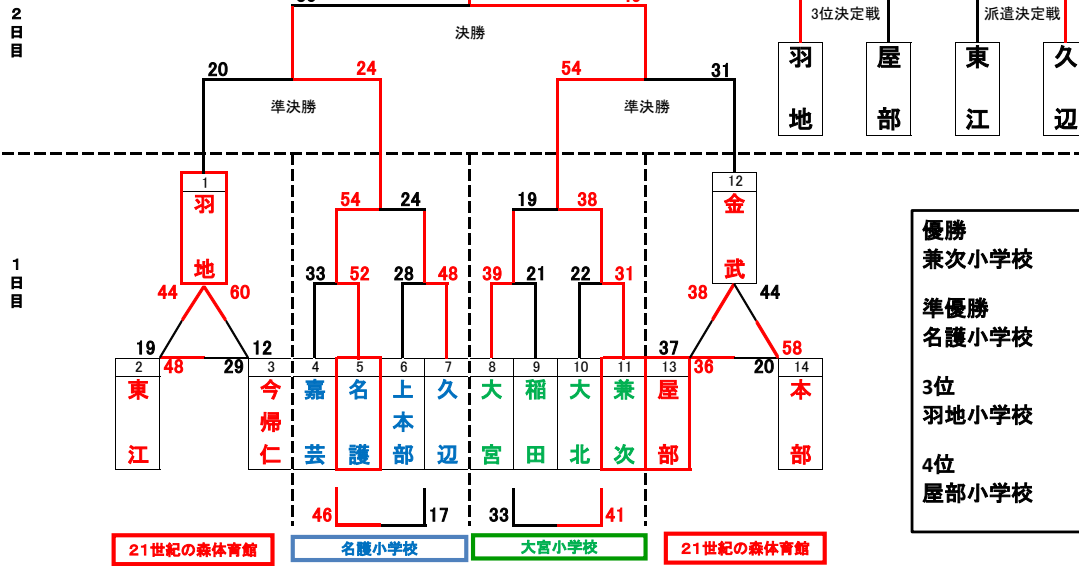 2日目
決勝
3位決定戦
派遣決定戦
羽地
屋部
東江
久辺
20
24
54
31
準決勝
準決勝
1日目
1
羽地
12
金武
54
24
19
38
33
52
28
48
39
21
22
31
44
60
38
44
19
12
37
58
48
29
36
20
2
東江
3
今帰仁
4
嘉芸
5
名護
6
上本部
7
久辺
8
大宮
9
稲田
10
大北
11
兼次
13
屋部
14
本部
46
17
33
41
21世紀の森体育館
名護小学校
大宮小学校
21世紀の森体育館
優勝
兼次小学校
準優勝
名護小学校
3位
羽地小学校
4位
屋部小学校